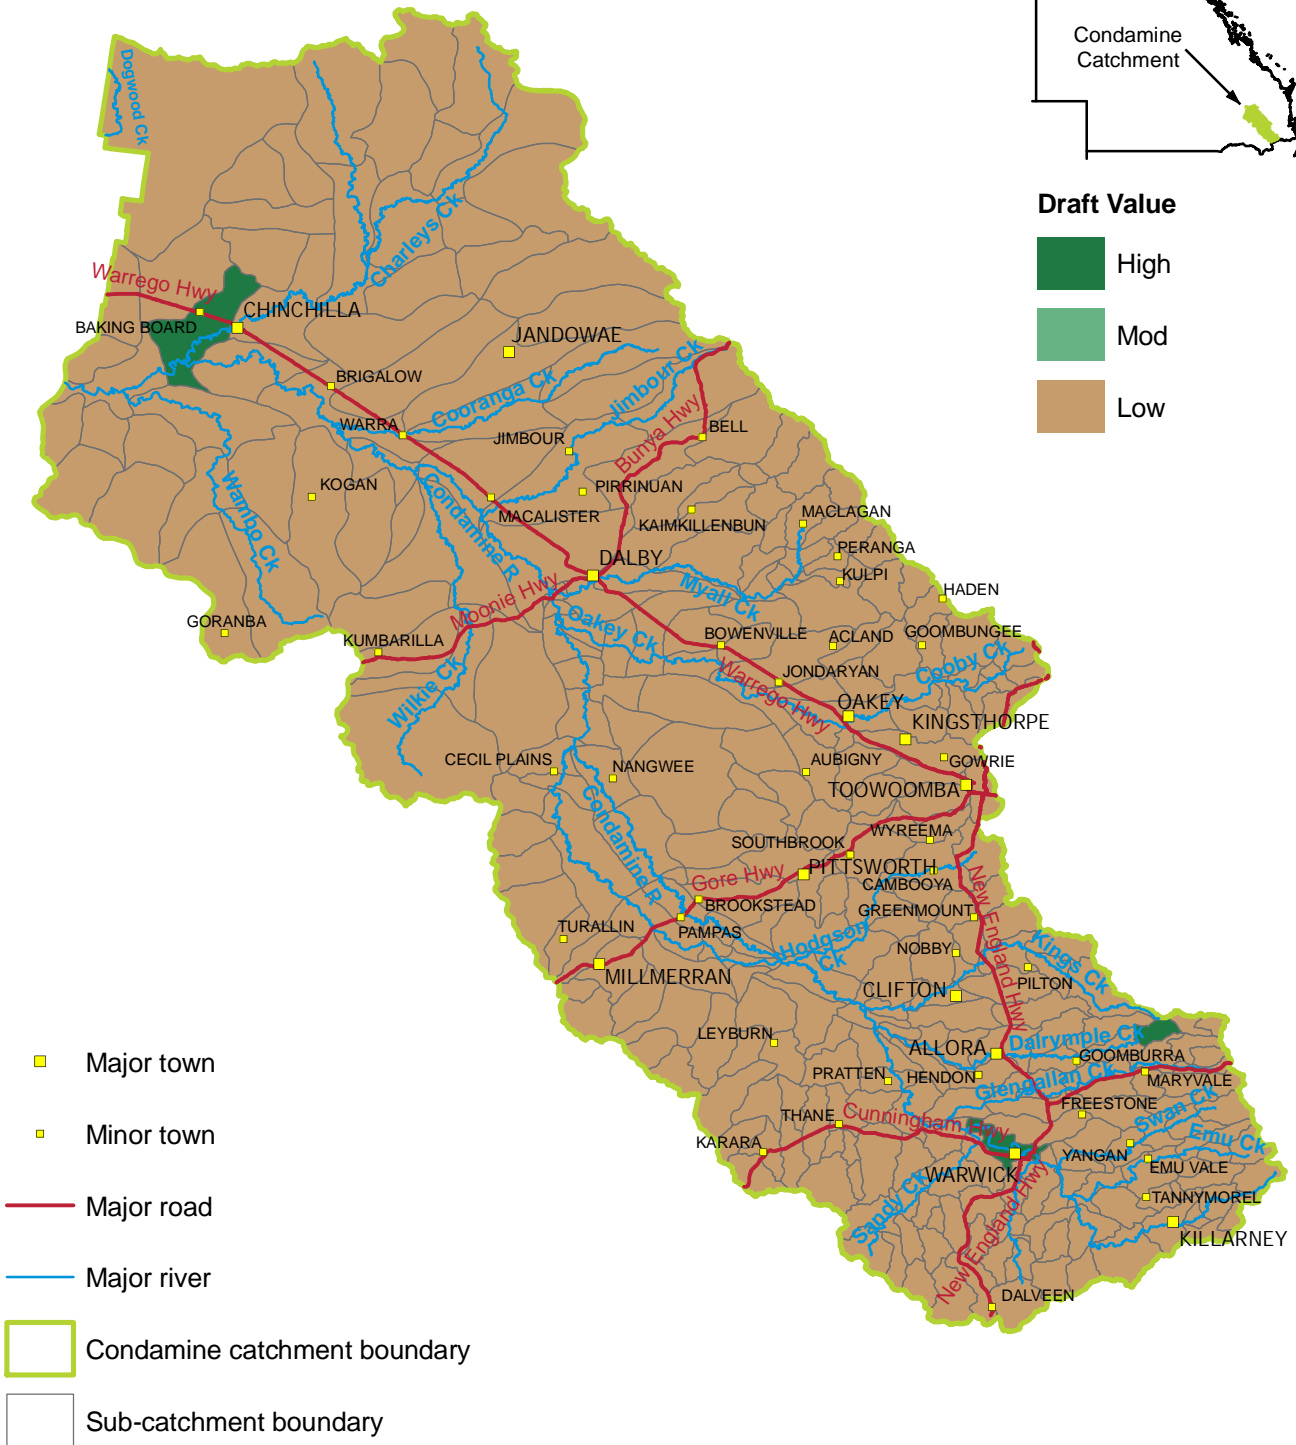 Condamine
Catchment
Draft Value
High
Mod
Low
Dogwood Ck
Charleys Ck
Warrego Hwy
CHINCHILLA
BAKING BOARD
JANDOWAE
BRIGALOW
Cooranga Ck
Jimbour Ck
WARRA
JIMBOUR
Bunya Hwy
BELL
KOGAN
PIRRINUAN
Wambo Ck
Condamine R
MACALISTER
KAIMKILLENBUN
MACLAGAN
PERANGA
DALBY
KULPI
Myall Ck
HADEN
Moonie Hwy
GORANBA
KUMBARILLA
Oakey Ck
BOWENVILLE
ACLAND
GOOMBUNGEE
Cooby Ck
JONDARYAN
Warrego Hwy
Wilkie Ck
OAKEY
KINGSTHORPE
CECIL PLAINS
NANGWEE
AUBIGNY
GOWRIE
TOOWOOMBA
Condamine R
WYREEMA
SOUTHBROOK
PITTSWORTH
Gore Hwy
CAMBOOYA
BROOKSTEAD
GREENMOUNT
New England Hwy
TURALLIN
PAMPAS
Hodgson
Ck
NOBBY
Kings Ck
MILLMERRAN
CLIFTON
PILTON
LEYBURN
ALLORA
Dalrymple Ck
GOOMBURRA
PRATTEN
HENDON
Glengallan Ck
MARYVALE
THANE
Cunningham Hwy
FREESTONE
Swan Ck
KARARA
Emu Ck
YANGAN
WARWICK
EMU VALE
Sandy Ck
New England Hwy
TANNYMOREL
KILLARNEY
DALVEEN
Major town
Minor town
Major road
Major river
Condamine catchment boundary
Sub-catchment boundary